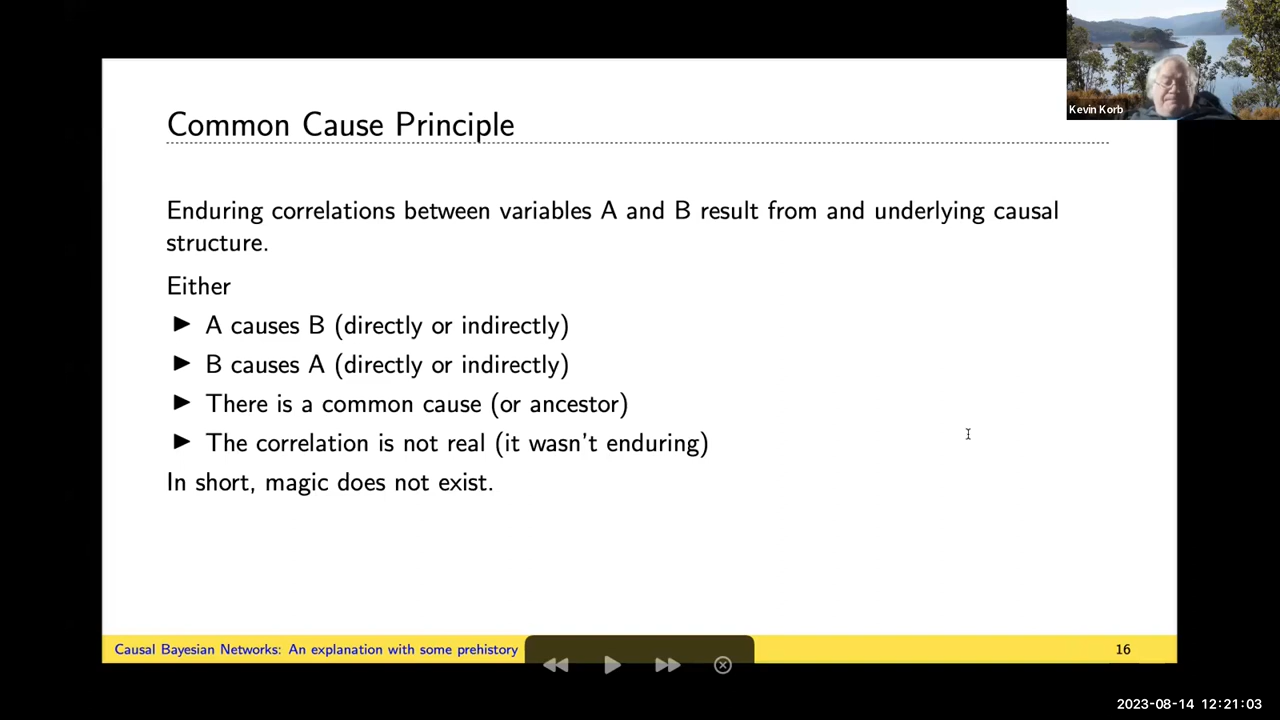 Kevin Korb
Common Cause Principle
Enduring correlations between variables A and B result from and underlying causal
structure.
Either
▶ A causes B (directly or indirectly)
▶ B causes A (directly or indirectly)
▶ There is a common cause (or ancestor)
▶ The correlation is not real (it wasn't enduring)
In short, magic does not exist.
Causal Bayesian Networks: An explanation with some prehistory
16
2023-08-14 12:21:03